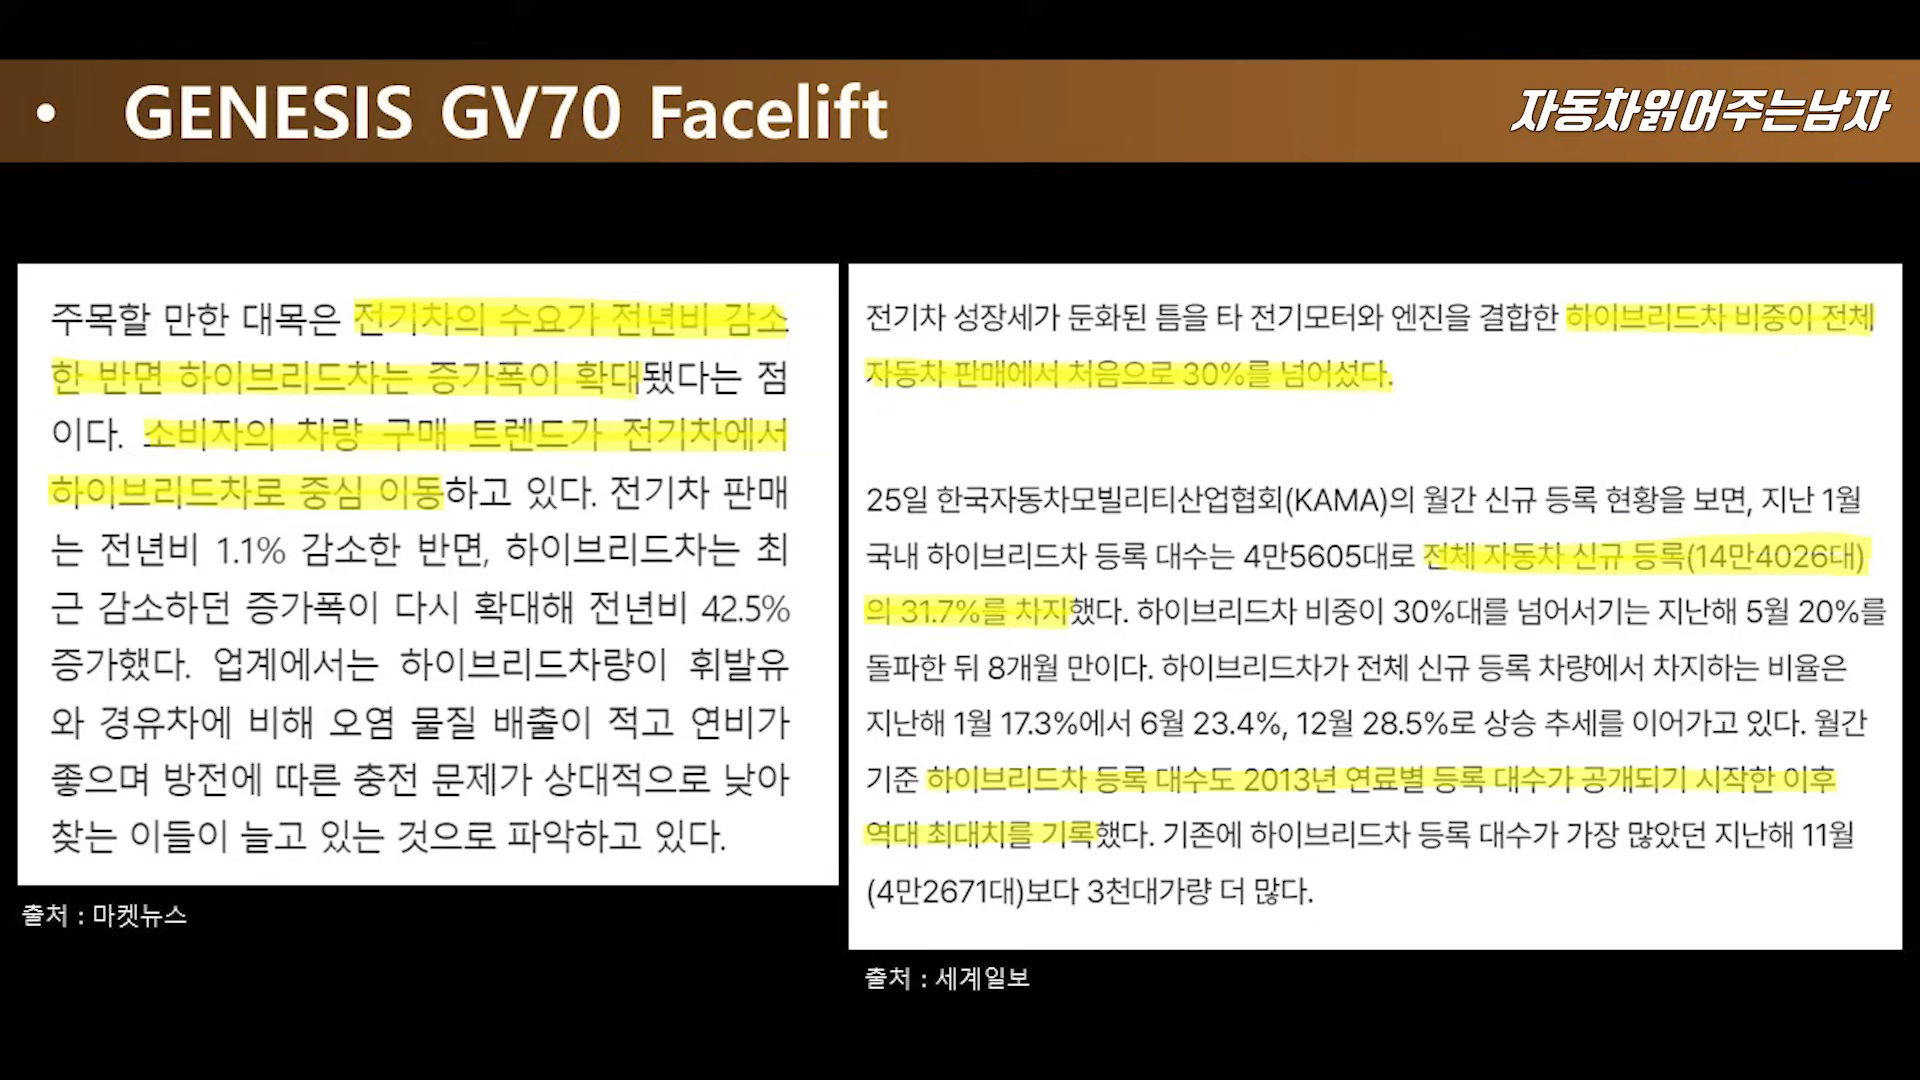 • GENESIS GV70 Facelift
자동차읽어주는남자
주목할 만한 대목은 전기차의 수요가 전년비 감소
한 반면 하이브리드차는 증가폭이 확대됐다는 점
이다. 소비자의 차량 구매 트렌드가 전기차에서
하이브리드차로 중심 이동하고 있다. 전기차 판매
는 전년비 1.1% 감소한 반면, 하이브리드차는 최
근 감소하던 증가폭이 다시 확대해 전년비 42.5%
증가했다. 업계에서는 하이브리드차량이 휘발유
와 경유차에 비해 오염 물질 배출이 적고 연비가
좋으며 방전에 따른 충전 문제가 상대적으로 낮아
찾는 이들이 늘고 있는 것으로 파악하고 있다.
출처 : 마켓뉴스
전기차 성장세가 둔화된 틈을 타 전기모터와 엔진을 결합한 하이브리드차 비중이 전체
자동차 판매에서 처음으로 30%를 넘어섰다.
25일 한국자동차모빌리티산업협회(KAMA)의 월간 신규 등록 현황을 보면, 지난 1월
국내 하이브리드차 등록 대수는 4만5605대로 전체 자동차 신규 등록(14만4026대)
의 31.7%를 차지했다. 하이브리드차 비중이 30%대를 넘어서기는 지난해 5월 20%를
돌파한 뒤 8개월 만이다. 하이브리드차가 전체 신규 등록 차량에서 차지하는 비율은
지난해 1월 17.3%에서 6월 23.4%, 12월 28.5%로 상승 추세를 이어가고 있다. 월간
기준 하이브리드차 등록 대수도 2013년 연료별 등록 대수가 공개되기 시작한 이후
역대 최대치를 기록했다. 기존에 하이브리드차 등록 대수가 가장 많았던 지난해 11월
(4만2671대)보다 3천대가량 더 많다.
출처 : 세계일보